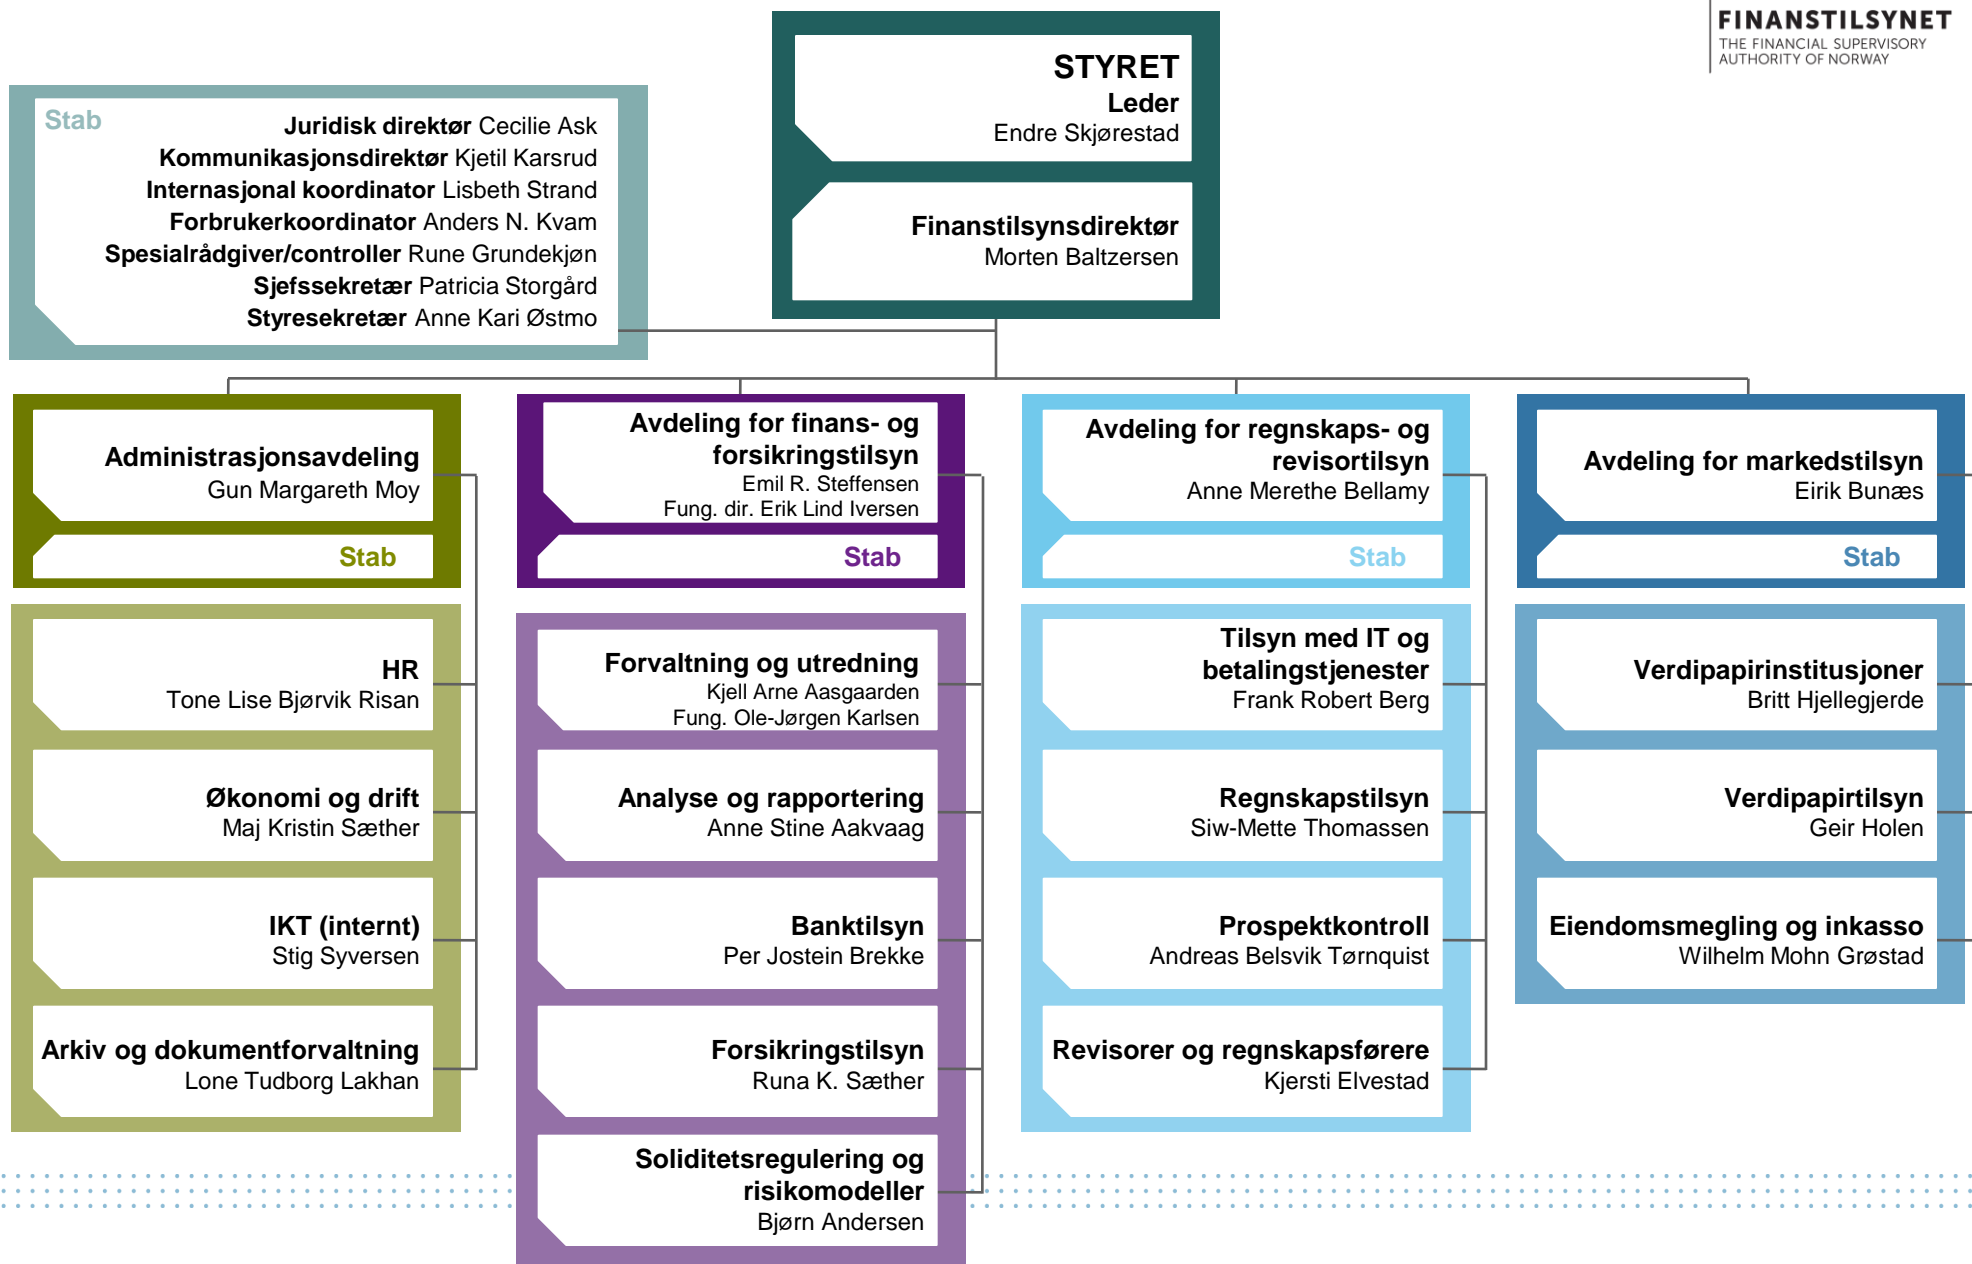 FINANSTILSYNET
THE FINANCIAL SUPERVISORY
AUTHORITY OF NORWAY
STYRET
Leder
Endre Skjørestad
Finanstilsynsdirektør
Morten Baltzersen
Stab
Juridisk direktør Cecilie Ask
Kommunikasjonsdirektør Kjetil Karsrud
Internasjonal koordinator Lisbeth Strand
Forbrukerkoordinator Anders N. Kvam
Spesialrådgiver/controller Rune Grundekjøn
Sjefssekretær Patricia Storgård
Styresekretær Anne Kari Østmo
Administrasjonsavdeling
Gun Margareth Moy
Stab
HR
Tone Lise Bjørvik Risan
Økonomi og drift
Maj Kristin Sæther
IKT (internt)
Stig Syversen
Arkiv og dokumentforvaltning
Lone Tudborg Lakhan
Avdeling for finans- og
forsikringstilsyn
Emil R. Steffensen
Fung. dir. Erik Lind Iversen
Stab
Forvaltning og utredning
Kjell Arne Aasgaarden
Fung. Ole-Jørgen Karlsen
Analyse og rapportering
Anne Stine Aakvaag
Banktilsyn
Per Jostein Brekke
Forsikringstilsyn
Runa K. Sæther
Soliditetsregulering og
risikomodeller
Bjørn Andersen
Avdeling for regnskaps- og
revisortilsyn
Anne Merethe Bellamy
Stab
Tilsyn med IT og
betalingstjenester
Frank Robert Berg
Regnskapstilsyn
Siw-Mette Thomassen
Prospektkontroll
Andreas Belsvik Tørnquist
Revisorer og regnskapsførere
Kjersti Elvestad
Avdeling for markedstilsyn
Eirik Bunæs
Stab
Verdipapirinstitusjoner
Britt Hjellegjerde
Verdipapirtilsyn
Geir Holen
Eiendomsmegling og inkasso
Wilhelm Mohn Grøstad